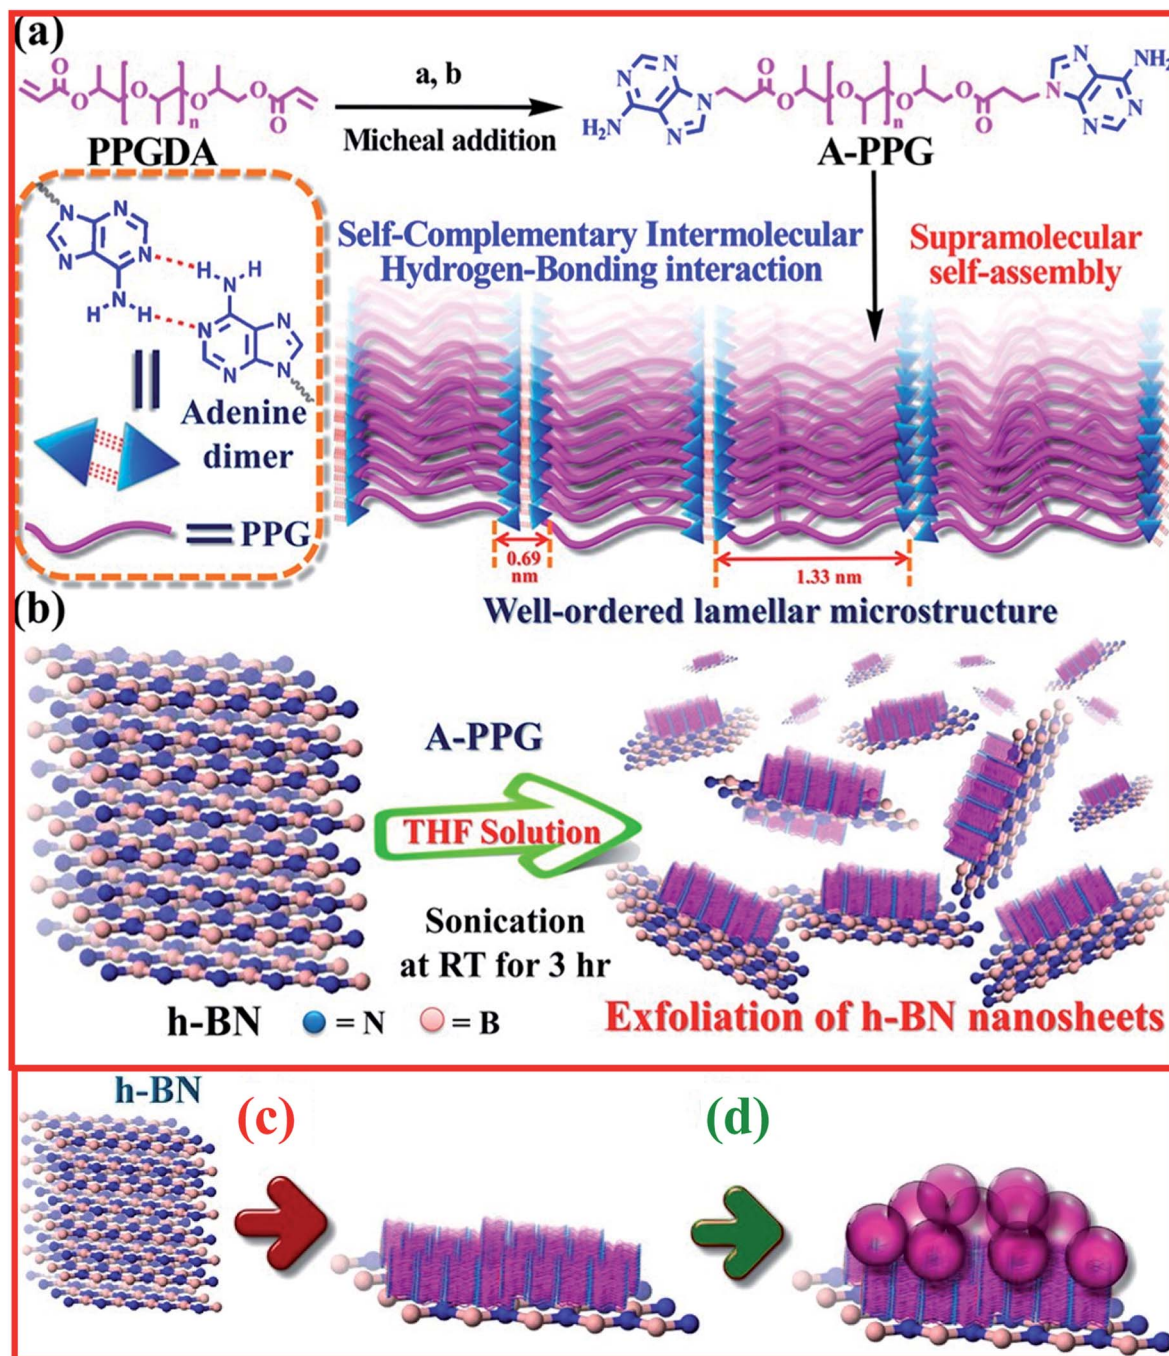 (a)
O
O
O
O
n
O
O
O
PPGDA
a, b
Micheal addition
N
N
N
N
H₂N
O
O
O
n
O
O
O
N
N
N
N
NH₂
A-PPG
N
N
N
N
H
N
H
H
N
H
N
N
N
N
Adenine
dimer
PPG
Self-Complementary Intermolecular
Hydrogen-Bonding interaction
Supramolecular
self-assembly
0.69
nm
1.33 nm
Well-ordered lamellar microstructure
(b)
A-PPG
THF Solution
Sonication
at RT for 3 hr
h-BN
= N
= B
Exfoliation of h-BN nanosheets
h-BN
(c)
(d)